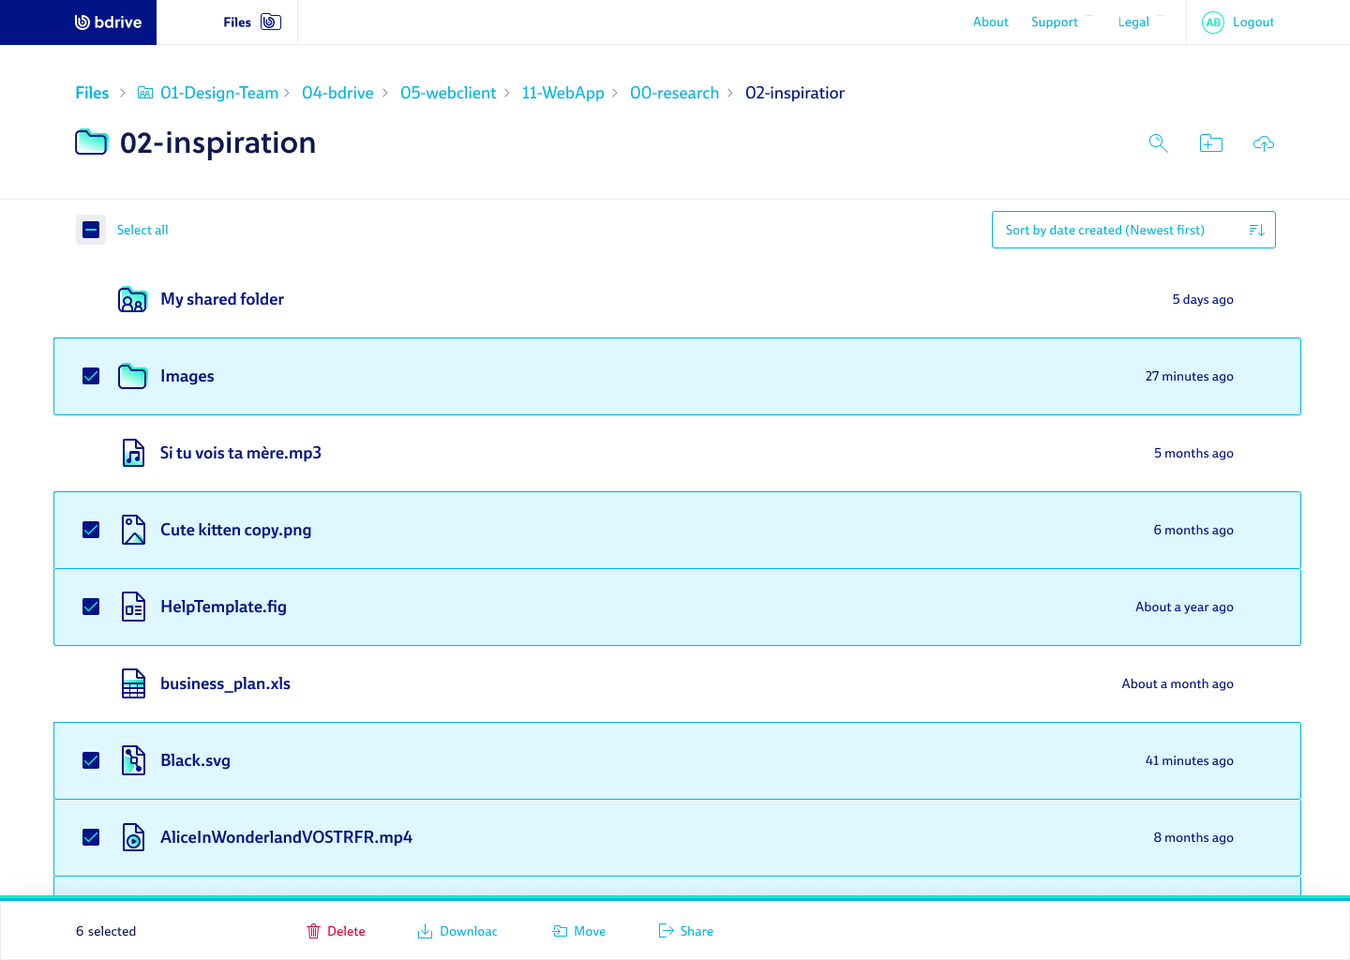 bdrive
Files
About
Support
Legal
AB
Logout
Files > 01-Design-Team > 04-bdrive > 05-webclient > 11-WebApp > 00-research > 02-inspiratior
02-inspiration
Select all
Sort by date created (Newest first)
My shared folder
5 days ago
Images
27 minutes ago
Si tu vois ta mère.mp3
5 months ago
Cute kitten copy.png
6 months ago
HelpTemplate.fig
About a year ago
business_plan.xls
About a month ago
Black.svg
41 minutes ago
AliceInWonderlandVOSTRFR.mp4
8 months ago
6 selected
Delete
Downloac
Move
Share